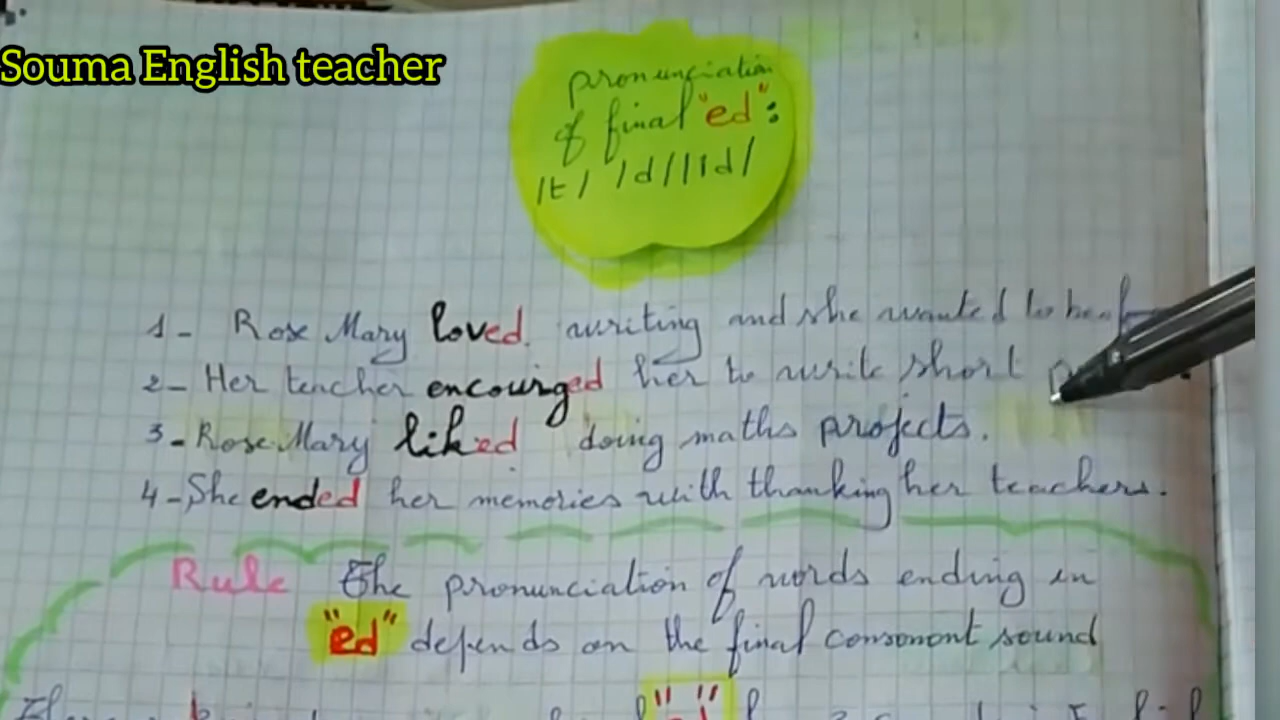 Souma English teacher
pronunciation
of final "ed":
/t/ /d/ /Id/
1- Rose Mary loved writing and she wanted to be
2- Her teacher encourged her to write short
3- Rose Mary liked doing maths projects.
4- She ended her memories with thanking her teachers.
Rule The pronunciation of words ending in
"ed" depends on the final consonont sound